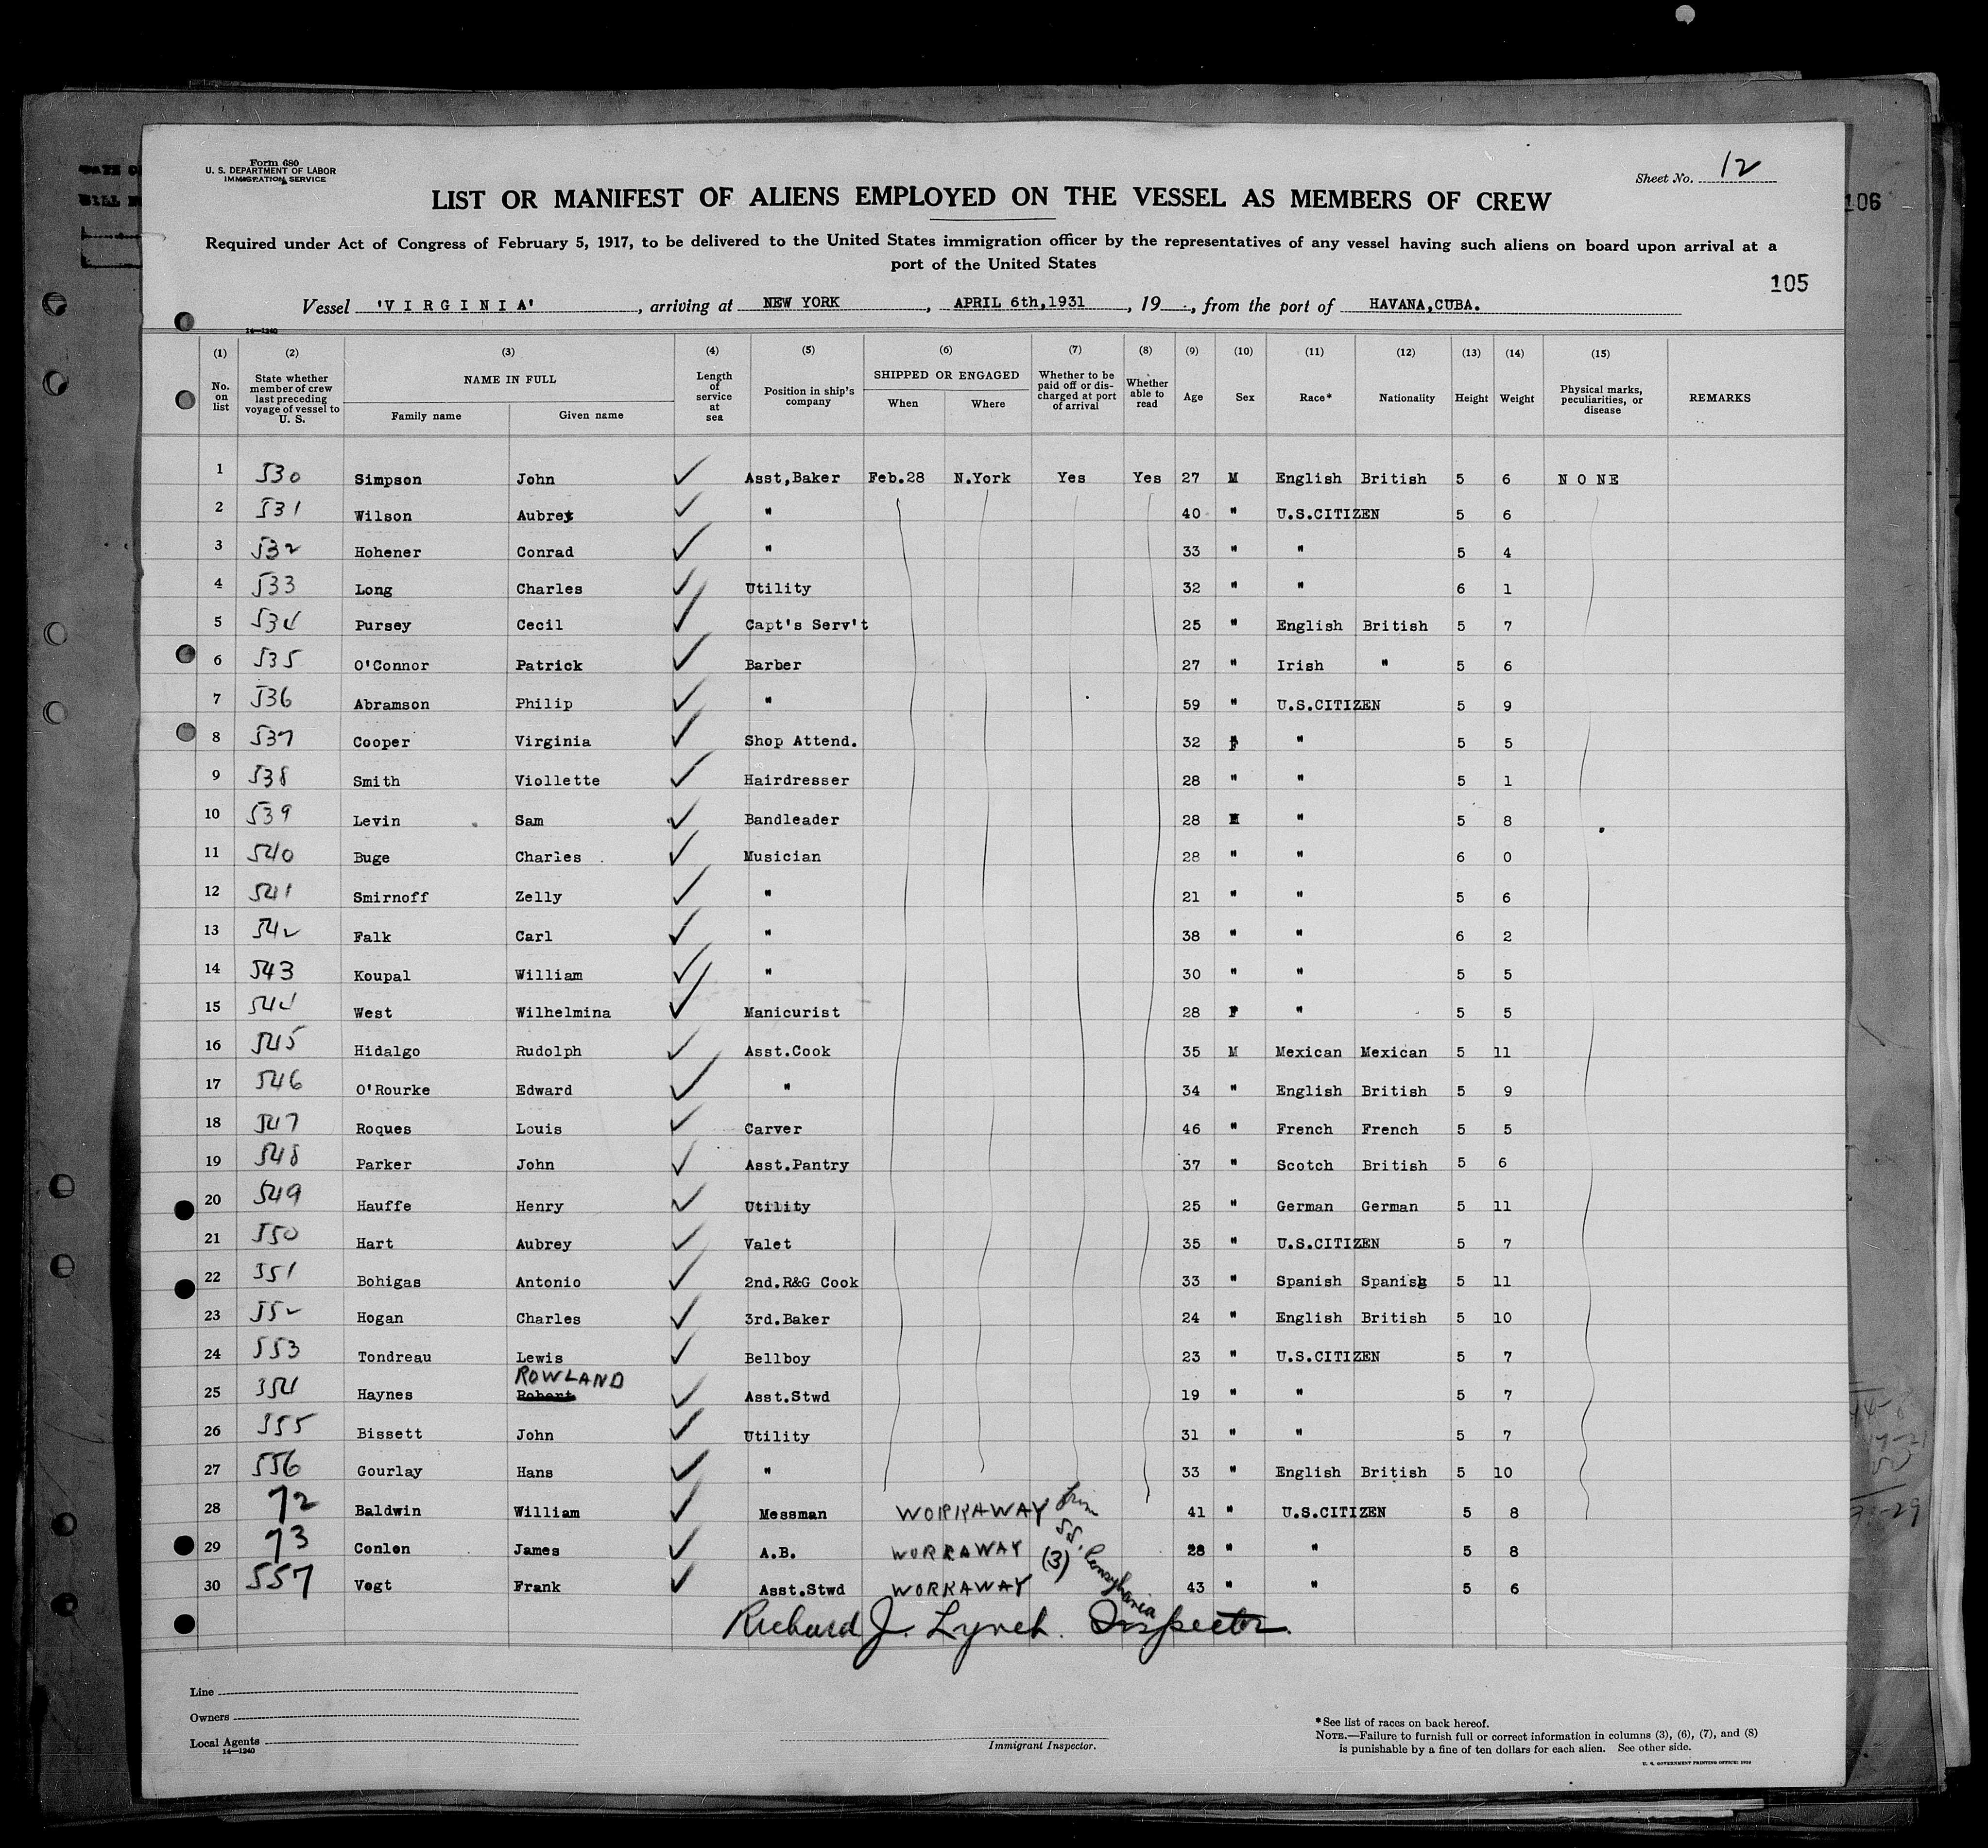 Form 680
U. S. DEPARTMENT OF LABOR
IMMIGRATION SERVICE
Sheet No. 12
LIST OR MANIFEST OF ALIENS EMPLOYED ON THE VESSEL AS MEMBERS OF CREW
106
Required under Act of Congress of February 5, 1917, to be delivered to the United States immigration officer by the representatives of any vessel having such aliens on board upon arrival at a
port of the United States
105
Vessel 'V I R G I N I A' , arriving at NEW YORK , APRIL 6th,1931 , 19 , from the port of HAVANA,CUBA.
14—1240
(1) (2) (3) (4) (5) (6) (7) (8) (9) (10) (11) (12) (13) (14) (15)
No. on list State whether member of crew last preceding voyage of vessel to U. S. NAME IN FULL Family name Given name Length of service at sea Position in ship's company SHIPPED OR ENGAGED When Where Whether to be paid off or discharged at port of arrival Whether able to read Age Sex Race* Nationality Height Weight Physical marks, peculiarities, or disease REMARKS
1 530 Simpson John ✓ Asst,Baker Feb.28 N.York Yes Yes 27 M English British 5 6 N O N E
2 531 Wilson Aubrey ✓ " 40 " U.S.CITIZEN 5 6
3 532 Hohener Conrad ✓ " 33 " " 5 4
4 533 Long Charles ✓ Utility 32 " " 6 1
5 534 Pursey Cecil ✓ Capt's Serv't 25 " English British 5 7
6 535 O'Connor Patrick ✓ Barber 27 " Irish " 5 6
7 536 Abramson Philip ✓ " 59 " U.S.CITIZEN 5 9
8 537 Cooper Virginia ✓ Shop Attend. 32 F " 5 5
9 538 Smith Viollette ✓ Hairdresser 28 " " 5 1
10 539 Levin Sam ✓ Bandleader 28 M " 5 8
11 540 Buge Charles ✓ Musician 28 " " 6 0
12 541 Smirnoff Zelly ✓ " 21 " " 5 6
13 542 Falk Carl ✓ " 38 " " 6 2
14 543 Koupal William ✓ " 30 " " 5 5
15 544 West Wilhelmina ✓ Manicurist 28 F " 5 5
16 545 Hidalgo Rudolph ✓ Asst.Cook 35 M Mexican Mexican 5 11
17 546 O'Rourke Edward ✓ " 34 " English British 5 9
18 547 Roques Louis ✓ Carver 46 " French French 5 5
19 548 Parker John ✓ Asst.Pantry 37 " Scotch British 5 6
20 549 Hauffe Henry ✓ Utility 25 " German German 5 11
21 550 Hart Aubrey ✓ Valet 35 " U.S.CITIZEN 5 7
22 551 Bohigas Antonio ✓ 2nd.R&G Cook 33 " Spanish Spanish 5 11
23 552 Hogan Charles ✓ 3rd.Baker 24 " English British 5 10
24 553 Tondreau Lewis ✓ Bellboy 23 " U.S.CITIZEN 5 7
ROWLAND
25 554 Haynes Robert ✓ Asst.Stwd 19 " " 5 7
26 555 Bissett John ✓ Utility 31 " " 5 7
27 556 Gourlay Hans ✓ " 33 " English British 5 10
28 72 Baldwin William ✓ Messman WORKAWAY 41 " U.S.CITIZEN 5 8
29 73 Conlon James ✓ A.B. WORKAWAY 28 " " 5 8
30 557 Vogt Frank ✓ Asst.Stwd WORKAWAY 43 " " 5 6
(3) from SS. Pennsylvania
Richard J. Lynch. Inspector.
Line
Owners
Local Agents
14—1240
Immigrant Inspector.
*See list of races on back hereof.
NOTE.—Failure to furnish full or correct information in columns (3), (6), (7), and (8)
is punishable by a fine of ten dollars for each alien. See other side.
U. S. GOVERNMENT PRINTING OFFICE: 1929